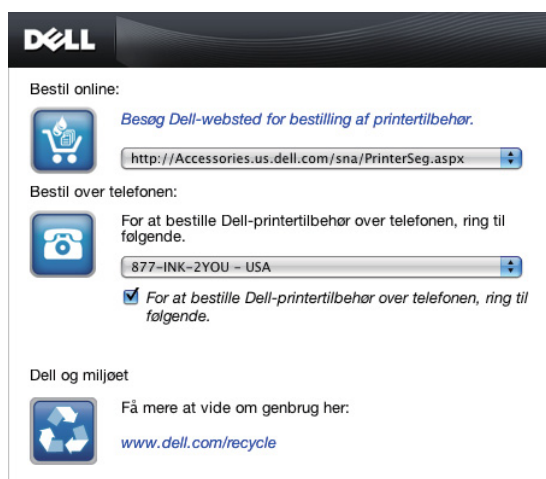 DELL
Bestil online:
Besøg Dell-websted for bestilling af printertilbehør.
http://Accessories.us.dell.com/sna/PrinterSeg.aspx
Bestil over telefonen:
For at bestille Dell-printertilbehør over telefonen, ring til
følgende.
877-INK-2YOU - USA
For at bestille Dell-printertilbehør over telefonen, ring til
følgende.
Dell og miljøet
Få mere at vide om genbrug her:
www.dell.com/recycle